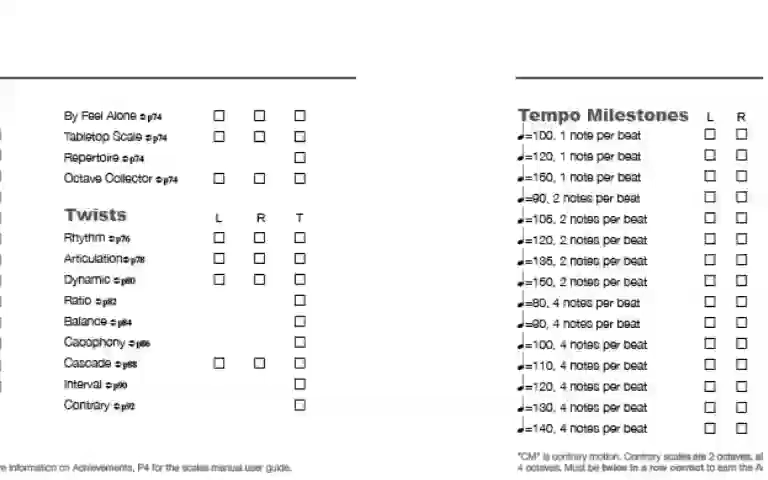 By Feel Alone ➲p74
Tabletop Scale ➲p74
Repertoire ➲p74
Octave Collector ➲p74
Twists L R T
Rhythm ➲p76
Articulation➲p78
Dynamic ➲p80
Ratio ➲p82
Balance ➲p84
Cacophony ➲p86
Cascade ➲p88
Interval ➲p90
Contrary ➲p92
re information on Achievements, P4 for the scales manual user guide.
Tempo Milestones L R
♩=100, 1 note per beat
♩=120, 1 note per beat
♩=160, 1 note per beat
♩=90, 2 notes per beat
♩=105, 2 notes per beat
♩=120, 2 notes per beat
♩=135, 2 notes per beat
♩=150, 2 notes per beat
♩=80, 4 notes per beat
♩=90, 4 notes per beat
♩=100, 4 notes per beat
♩=110, 4 notes per beat
♩=120, 4 notes per beat
♩=130, 4 notes per beat
♩=140, 4 notes per beat
"CM" is contrary motion. Contrary scales are 2 octaves, al
4 octaves. Must be twice in a row correct to earn the A